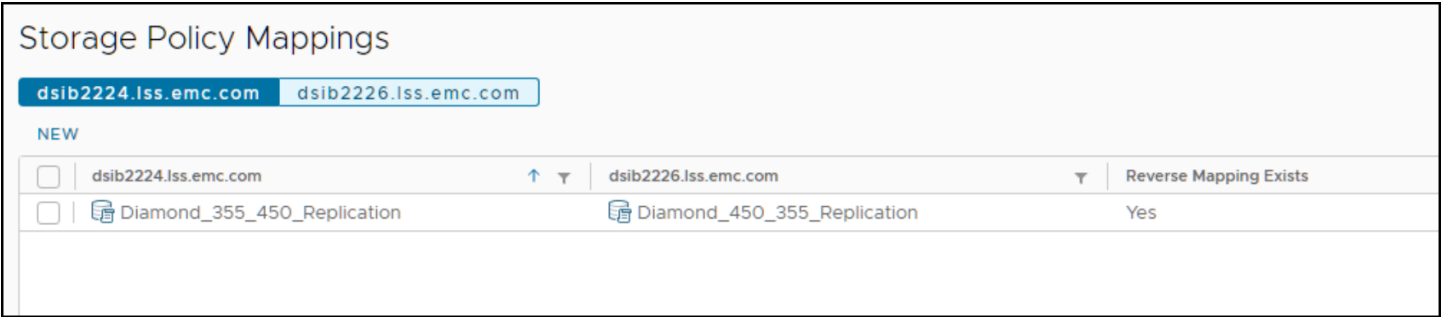 Storage Policy Mappings
dsib2224.lss.emc.com dsib2226.lss.emc.com
NEW
dsib2224.lss.emc.com dsib2226.lss.emc.com Reverse Mapping Exists
Diamond_355_450_Replication Diamond_450_355_Replication Yes